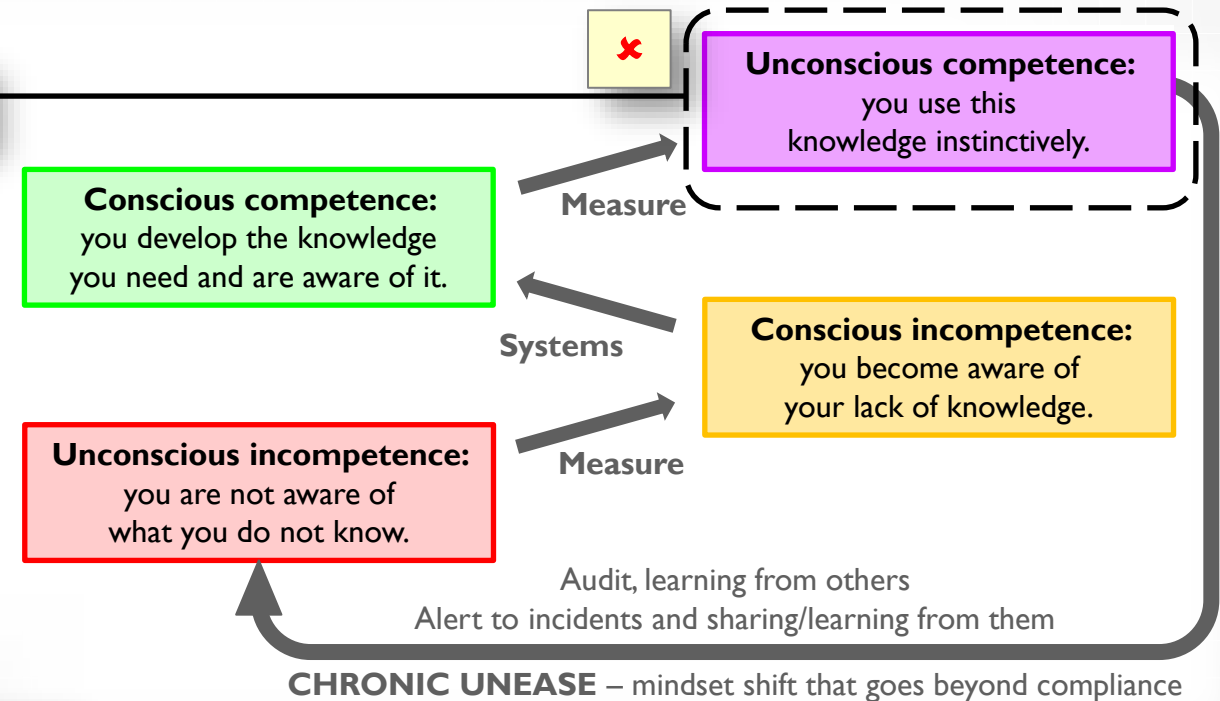 Unconscious competence:
you use this
knowledge instinctively.
Measure
Conscious competence:
you develop the knowledge
you need and are aware of it.
Systems
Conscious incompetence:
you become aware of
your lack of knowledge.
Measure
Unconscious incompetence:
you are not aware of
what you do not know.
Audit, learning from others
Alert to incidents and sharing/learning from them
CHRONIC UNEASE – mindset shift that goes beyond compliance